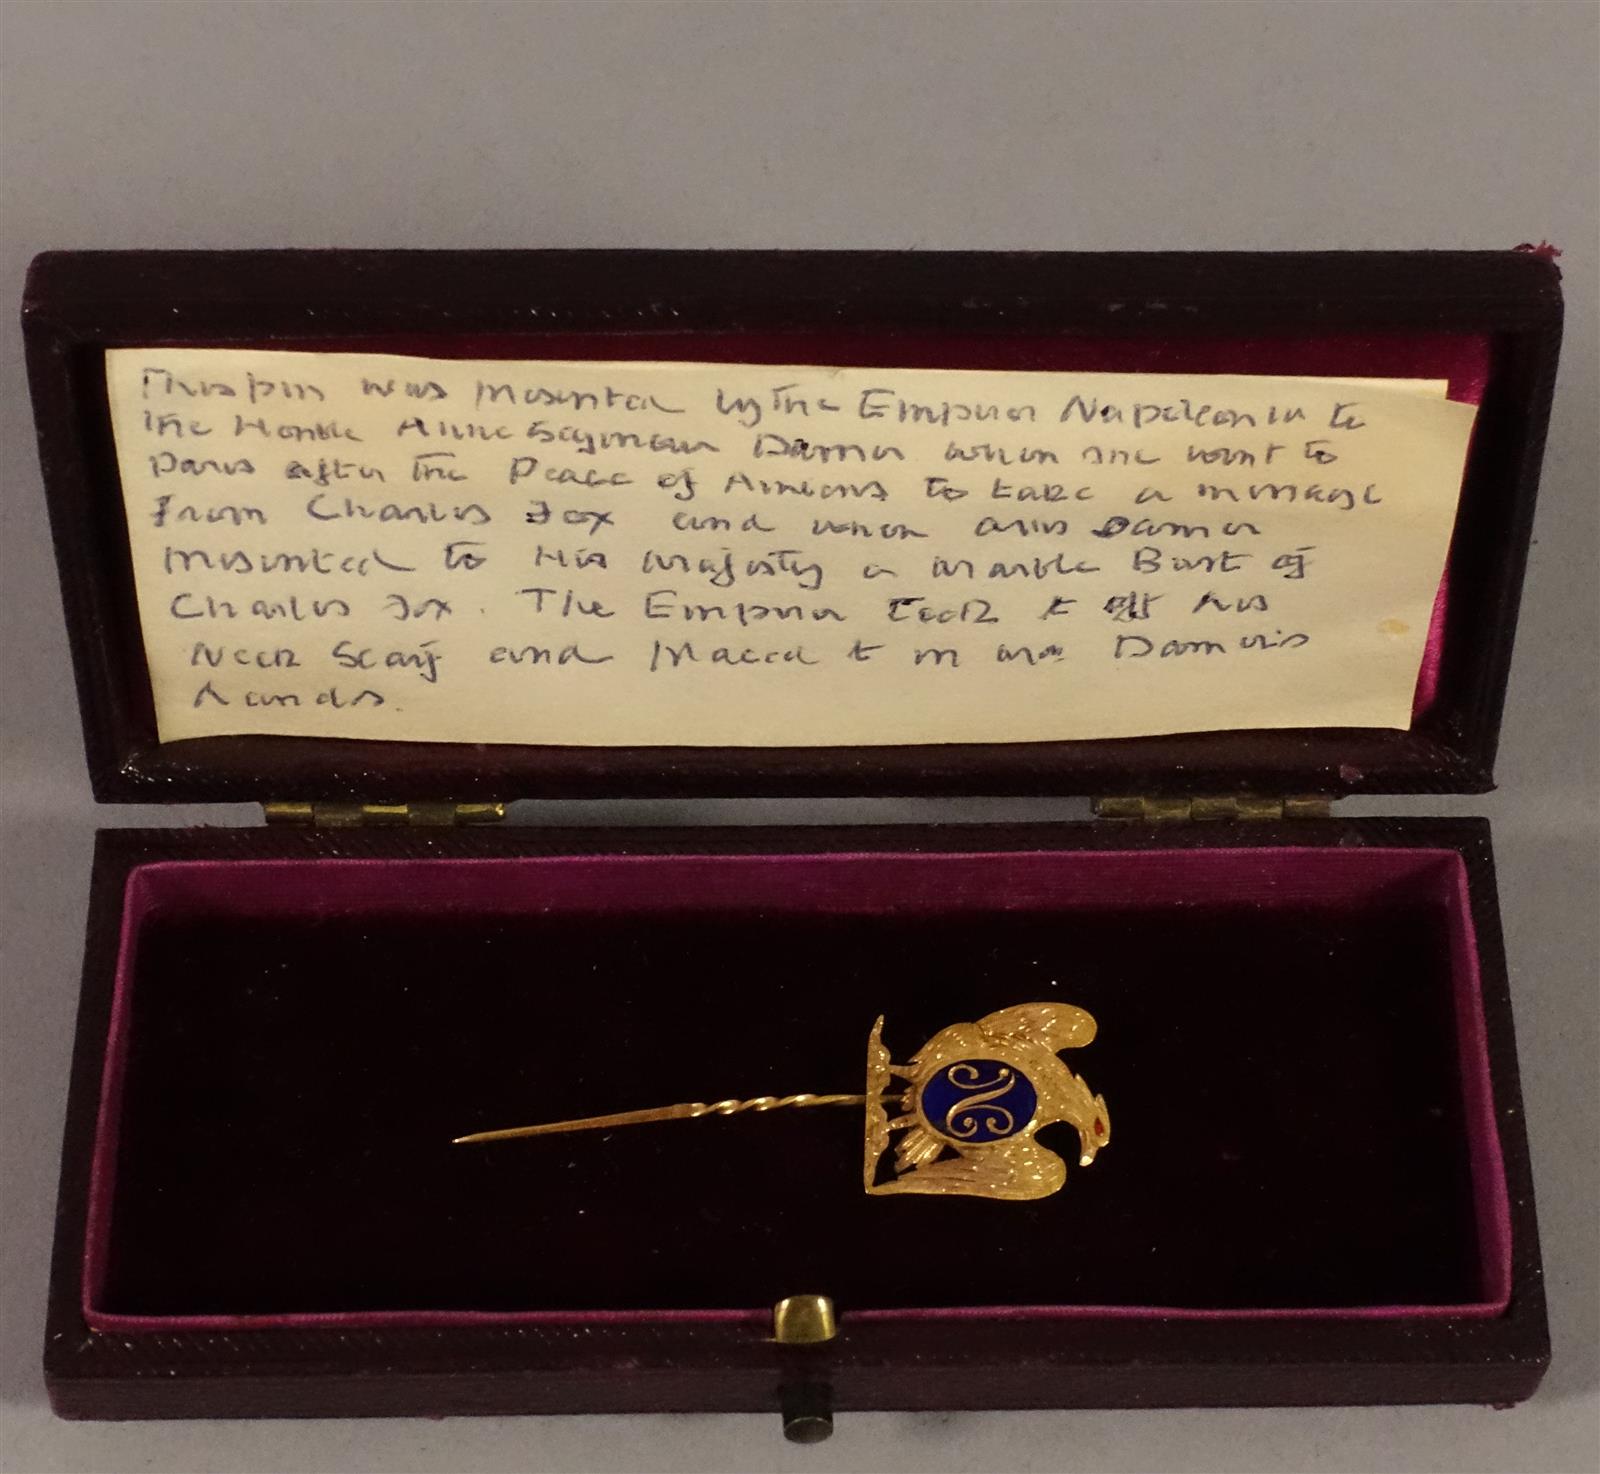 This pin was presented by the Emperor Napoleon to
the Honble Anne Seymour Damer when she went to
Paris after the Peace of Amiens to take a message
from Charles Fox and when Mrs Damer
presented to His Majesty a marble Bust of
Charles Fox. The Emperor took it off his
Neck Scarf and placed it in Mrs Damer's
hands.
N